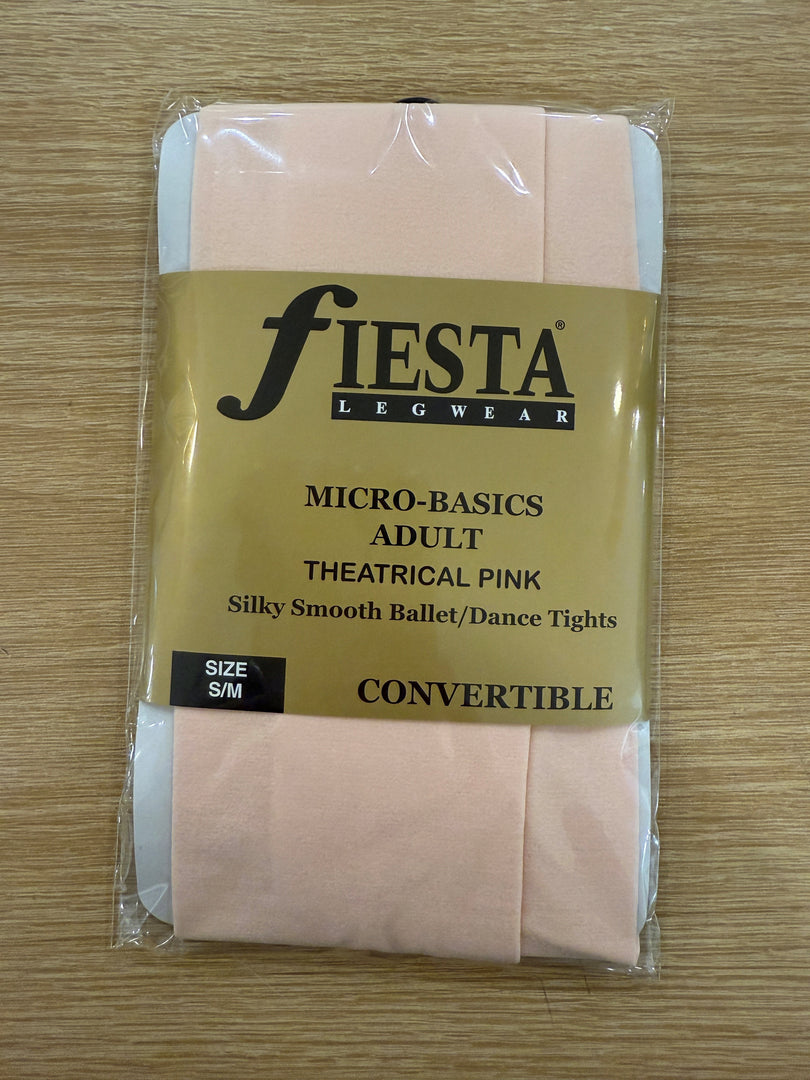 fIESTA®
LEGWEAR
MICRO-BASICS
ADULT
THEATRICAL PINK
Silky Smooth Ballet/Dance Tights
SIZE
S/M
CONVERTIBLE